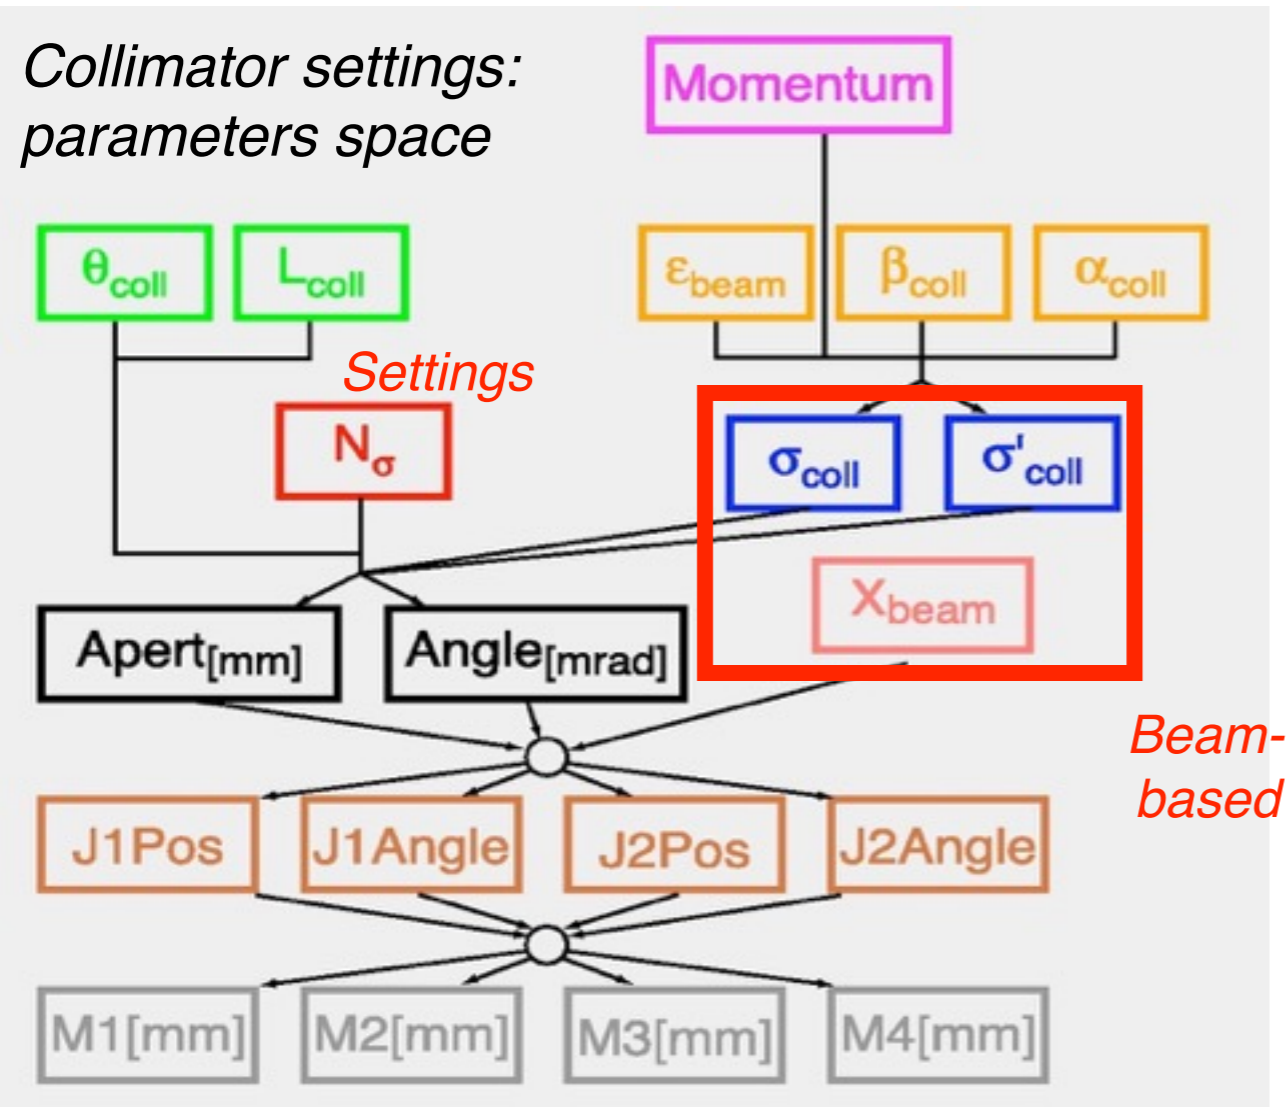 Collimator settings:
parameters space
Momentum
θcoll
Lcoll
εbeam
βcoll
αcoll
Settings
Nσ
σcoll
σ'coll
Xbeam
Apert[mm]
Angle[mrad]
Beam-
based
J1Pos
J1Angle
J2Pos
J2Angle
M1[mm]
M2[mm]
M3[mm]
M4[mm]